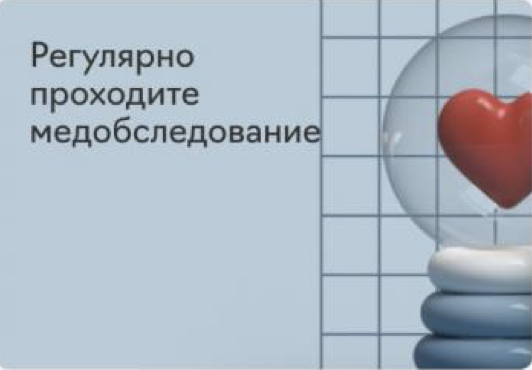 Регулярно
проходите
медобследование